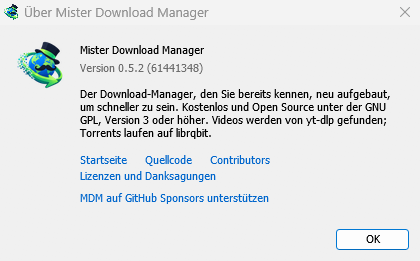 Über Mister Download Manager
Mister Download Manager
Version 0.5.2 (61441348)
Der Download-Manager, den Sie bereits kennen, neu aufgebaut,
um schneller zu sein. Kostenlos und Open Source unter der GNU
GPL, Version 3 oder höher. Videos werden von yt-dlp gefunden;
Torrents laufen auf librqbit.
Startseite Quellcode Contributors
Lizenzen und Danksagungen
MDM auf GitHub Sponsors unterstützen
OK